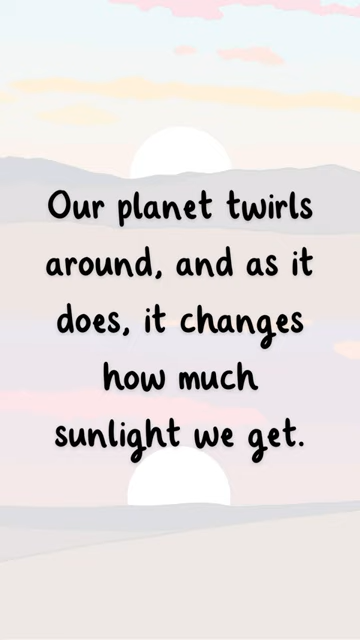 Our planet twirls
around, and as it
does, it changes
how much
sunlight we get.